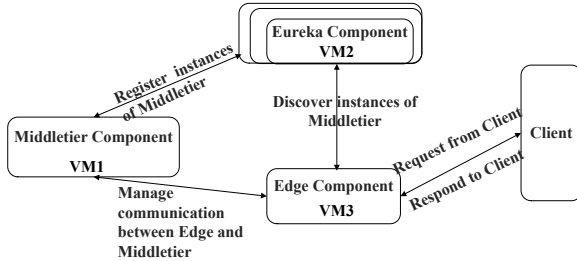 Eureka Component
VM2
Register instances
of Middletier
Discover instances of
Middletier
Middletier Component
VM1
Request from Client
Respond to Client
Client
Edge Component
VM3
Manage
communication
between Edge and
Middletier